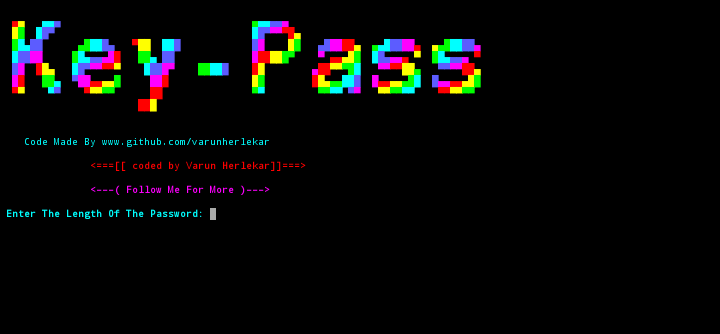 Key-Pass
Code Made By www.github.com/varunherlekar
<===[[ coded by Varun Herlekar]]===>
<---( Follow Me For More )--->
Enter The Length Of The Password: